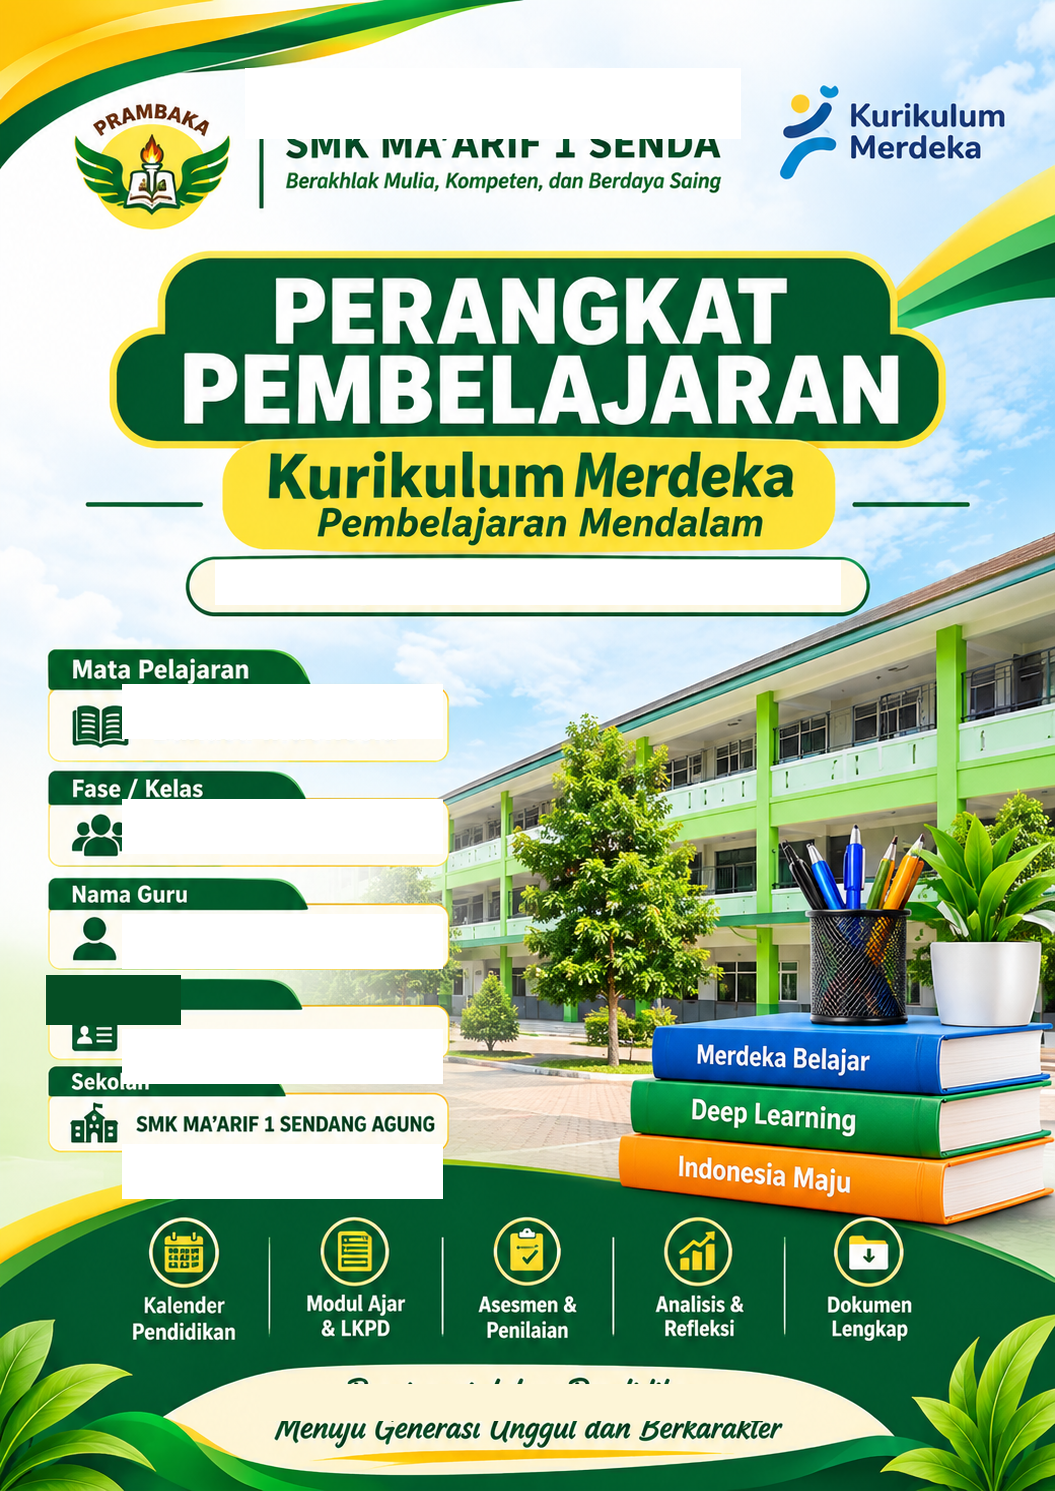 PRAMBAKA
SMK MA'ARIF 1 SENDA
Berakhlak Mulia, Kompeten, dan Berdaya Saing
Kurikulum
Merdeka
PERANGKAT
PEMBELAJARAN
Kurikulum Merdeka
Pembelajaran Mendalam
Mata Pelajaran
Fase / Kelas
Nama Guru
Sekolah
SMK MA'ARIF 1 SENDANG AGUNG
Merdeka Belajar
Deep Learning
Indonesia Maju
Kalender
Pendidikan
Modul Ajar
& LKPD
Asesmen &
Penilaian
Analisis &
Refleksi
Dokumen
Lengkap
Menuju Generasi Unggul dan Berkarakter